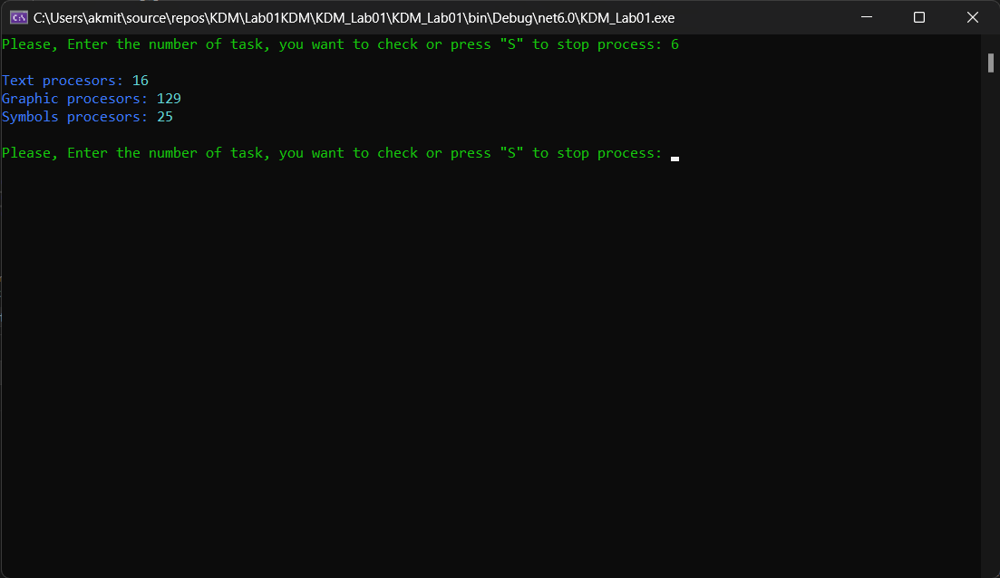 C:\Users\akmit\source\repos\KDM\Lab01KDM\KDM_Lab01\KDM_Lab01\bin\Debug\net6.0\KDM_Lab01.exe
Please, Enter the number of task, you want to check or press "S" to stop process: 6
Text procesors: 16
Graphic procesors: 129
Symbols procesors: 25
Please, Enter the number of task, you want to check or press "S" to stop process: